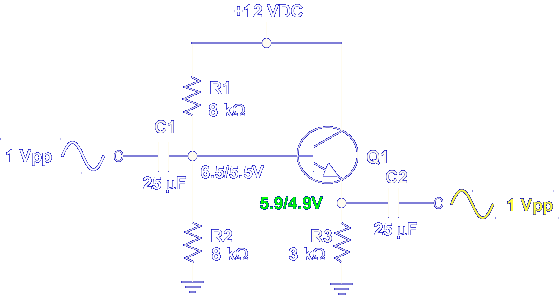 +12 VDC
R1
8 kΩ
C1
1 Vpp
25 µF
6.5/5.5V
Q1
C2
5.9/4.9V
1 Vpp
25 µF
R2
8 kΩ
R3
3 kΩ